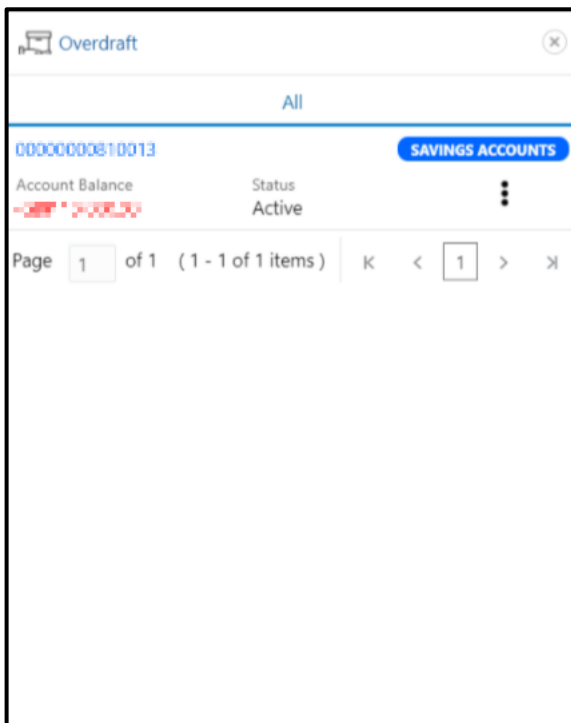 Overdraft
All
00000000810013 SAVINGS ACCOUNTS
Account Balance Status
Active
Page 1 of 1 ( 1 - 1 of 1 items ) 1